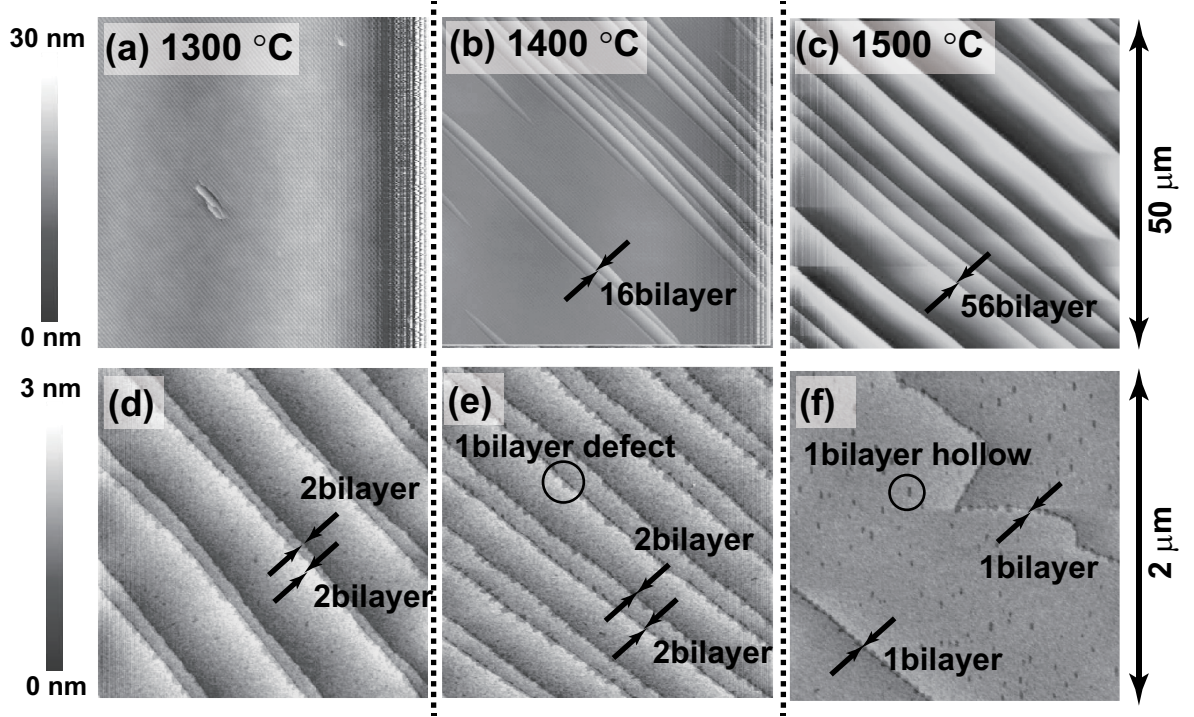 30 nm
(a) 1300 °C
(b) 1400 °C
(c) 1500 °C
16bilayer
56bilayer
50 μm
0 nm
3 nm
(d)
(e)
(f)
1bilayer defect
1bilayer hollow
2bilayer
2bilayer
2bilayer
2bilayer
1bilayer
1bilayer
2 μm
0 nm